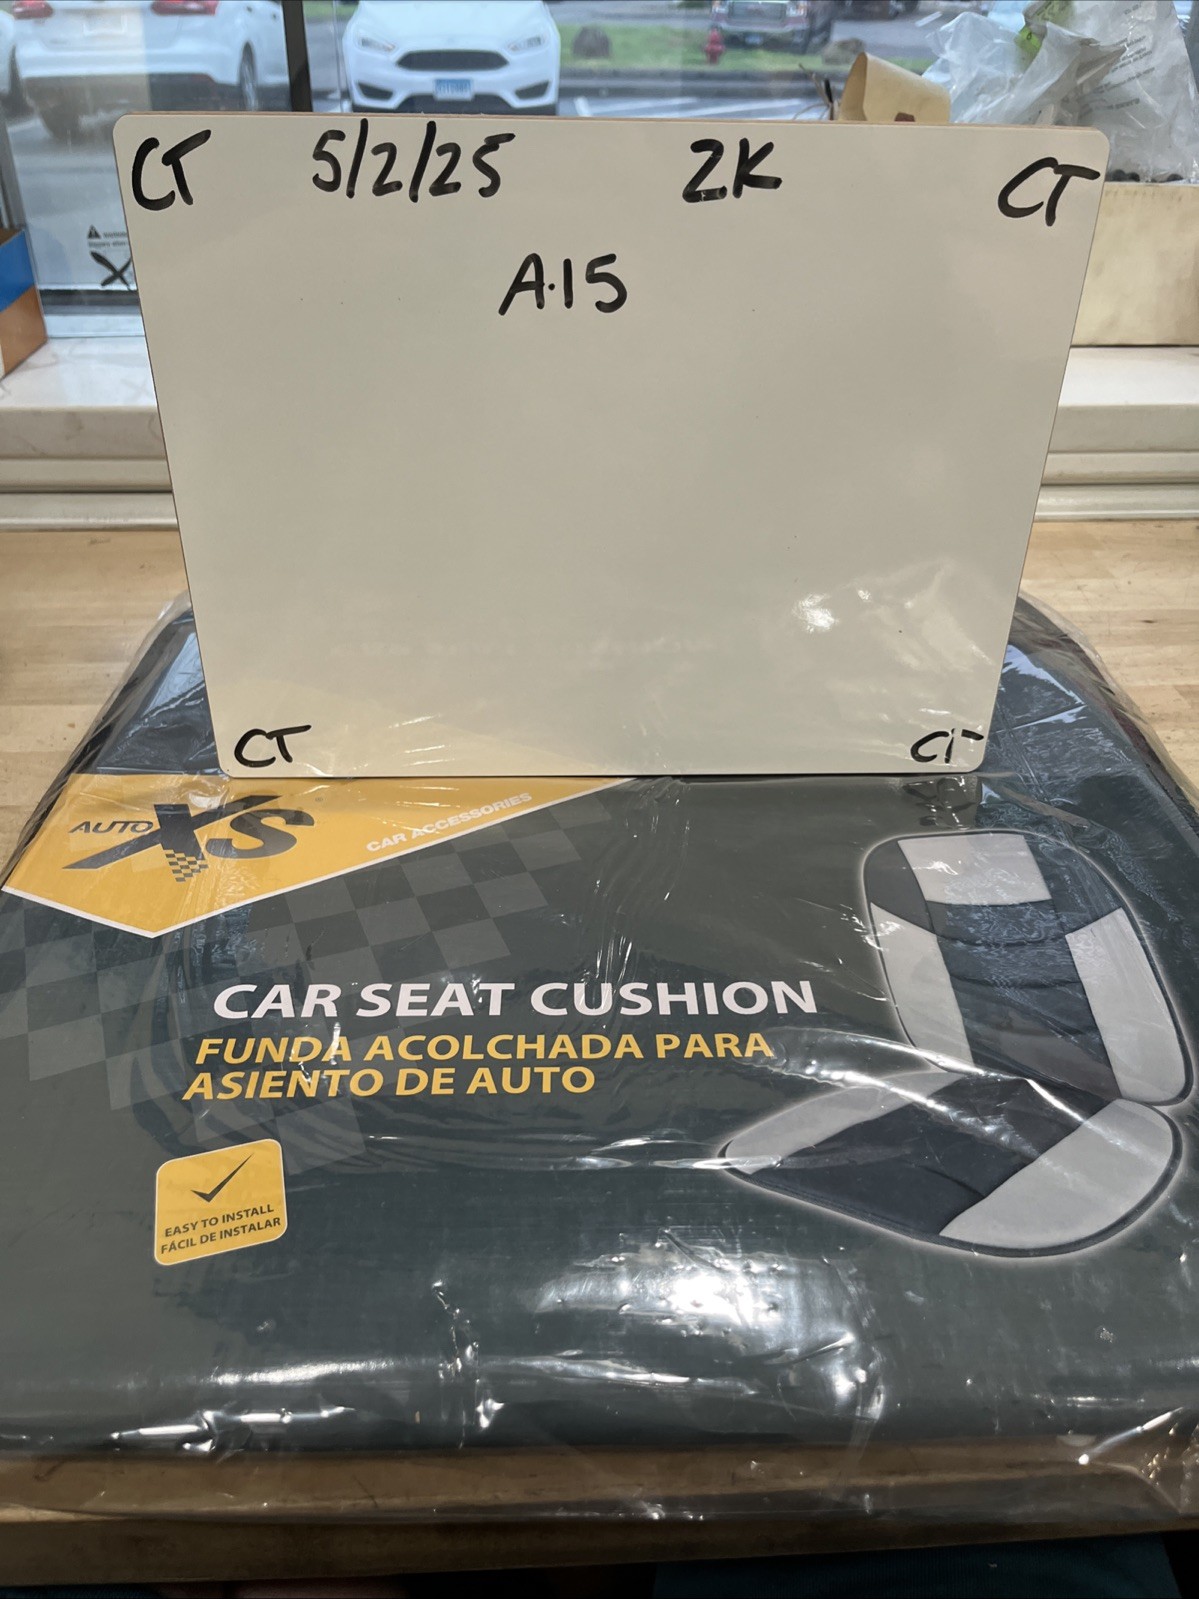 CT 5/2/25 2K CT
A.15
CT CT
AUTO XS CAR ACCESSORIES
CAR SEAT CUSHION
FUNDA ACOLCHADA PARA
ASIENTO DE AUTO
EASY TO INSTALL
FÁCIL DE INSTALAR